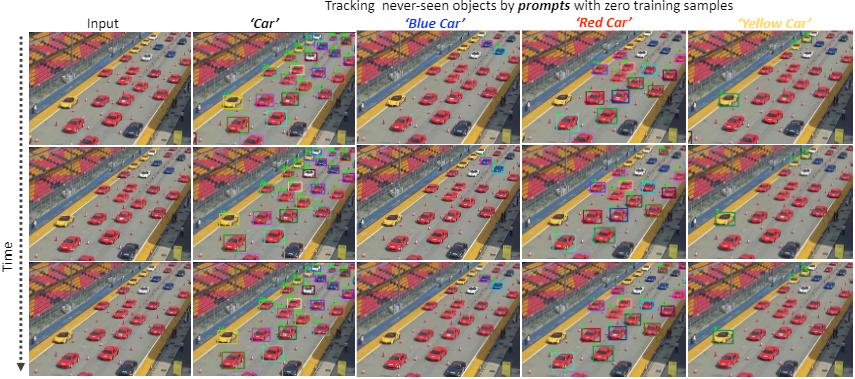 Tracking never-seen objects by prompts with zero training samples
Input
‘Car’
‘Blue Car’
‘Red Car’
‘Yellow Car’
Time